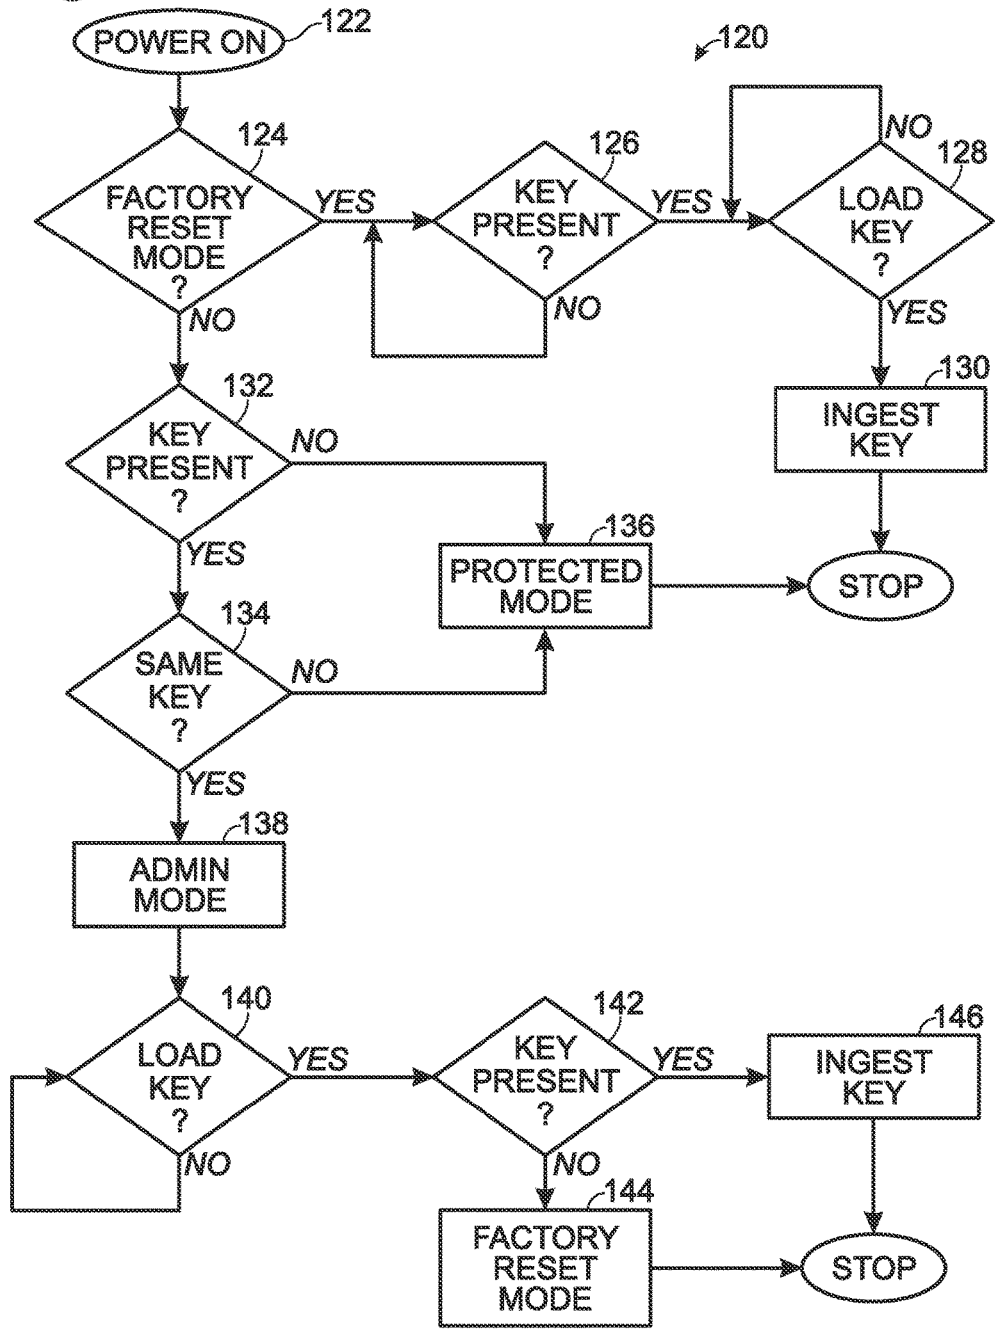 POWER ON
122
120
124
FACTORY
RESET
MODE
?
YES
NO
126
KEY
PRESENT
?
YES
NO
128
LOAD
KEY
?
NO
YES
130
INGEST
KEY
132
KEY
PRESENT
?
NO
YES
136
PROTECTED
MODE
STOP
134
SAME
KEY
?
NO
YES
138
ADMIN
MODE
140
LOAD
KEY
?
YES
NO
142
KEY
PRESENT
?
YES
NO
146
INGEST
KEY
144
FACTORY
RESET
MODE
STOP